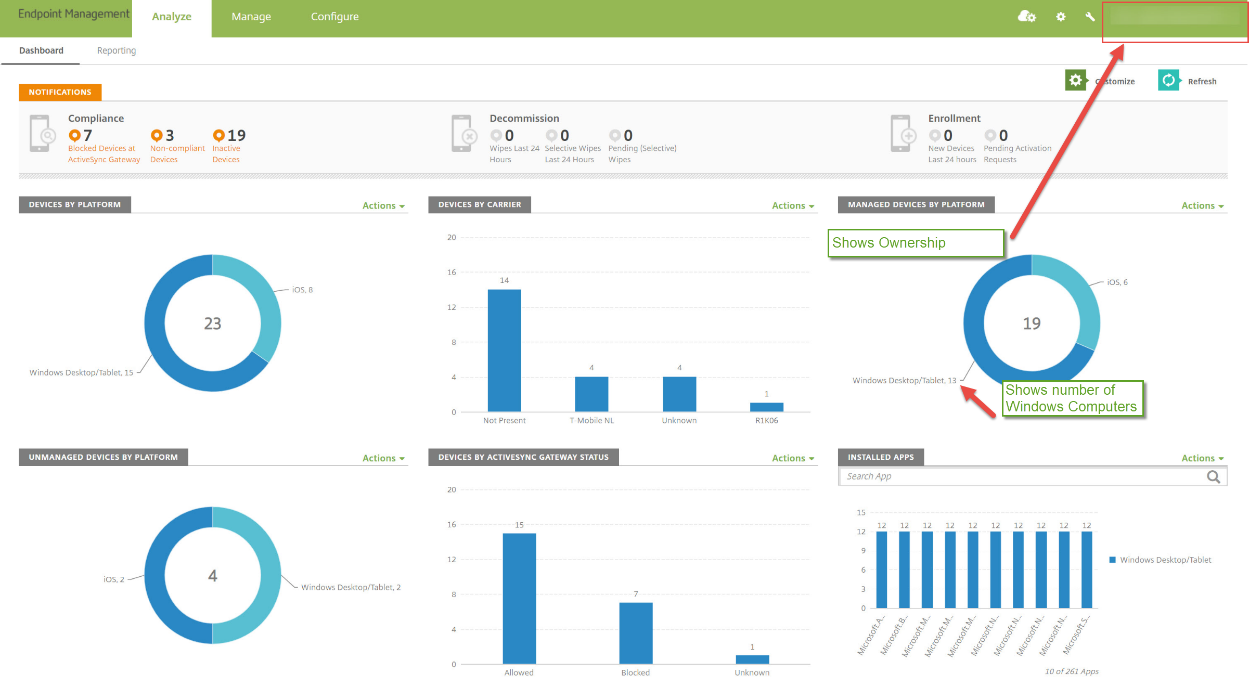 Endpoint Management
Analyze
Manage
Configure
Dashboard
Reporting
Customize
Refresh
NOTIFICATIONS
Compliance
7
3
19
Blocked Devices at
ActiveSync Gateway
Non-compliant
Devices
Inactive
Devices
Decommission
0
0
0
Wipes Last 24
Hours
Selective Wipes
Last 24 Hours
Pending (Selective)
Wipes
Enrollment
0
0
New Devices
Last 24 hours
Pending Activation
Requests
DEVICES BY PLATFORM
Actions
iOS, 8
23
Windows Desktop/Tablet, 15
DEVICES BY CARRIER
Actions
20
16
12
8
4
0
14
4
4
1
Not Present
T-Mobile NL
Unknown
R1K06
MANAGED DEVICES BY PLATFORM
Actions
Shows Ownership
iOS, 6
19
Windows Desktop/Tablet, 13
Shows number of
Windows Computers
UNMANAGED DEVICES BY PLATFORM
Actions
iOS, 2
4
Windows Desktop/Tablet, 2
DEVICES BY ACTIVESYNC GATEWAY STATUS
Actions
20
16
12
8
4
0
15
7
1
Allowed
Blocked
Unknown
INSTALLED APPS
Actions
Search App
15
12
9
6
3
0
12
12
12
12
12
12
12
12
12
12
Microsoft.A...
Microsoft.B...
Microsoft.M...
Microsoft.M...
Microsoft.M...
Microsoft.N...
Microsoft.N...
Microsoft.N...
Microsoft.N...
Microsoft.S...
Windows Desktop/Tablet
10 of 261 Apps